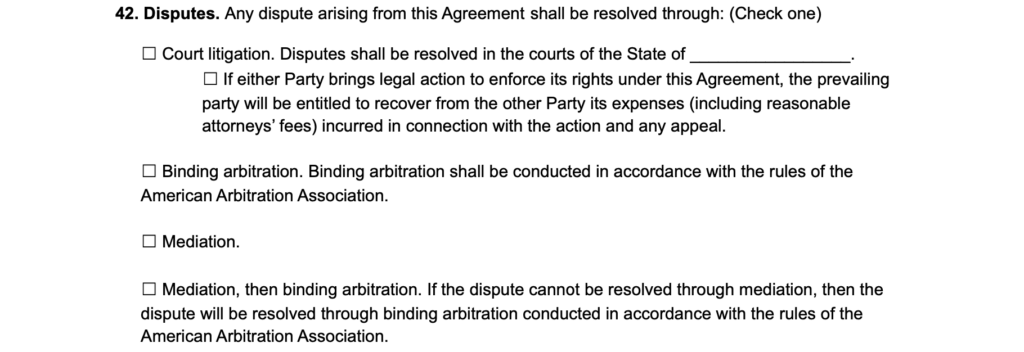 42. Disputes. Any dispute arising from this Agreement shall be resolved through: (Check one)
☐ Court litigation. Disputes shall be resolved in the courts of the State of ___________________.
☐ If either Party brings legal action to enforce its rights under this Agreement, the prevailing
party will be entitled to recover from the other Party its expenses (including reasonable
attorneys' fees) incurred in connection with the action and any appeal.
☐ Binding arbitration. Binding arbitration shall be conducted in accordance with the rules of the
American Arbitration Association.
☐ Mediation.
☐ Mediation, then binding arbitration. If the dispute cannot be resolved through mediation, then the
dispute will be resolved through binding arbitration conducted in accordance with the rules of the
American Arbitration Association.